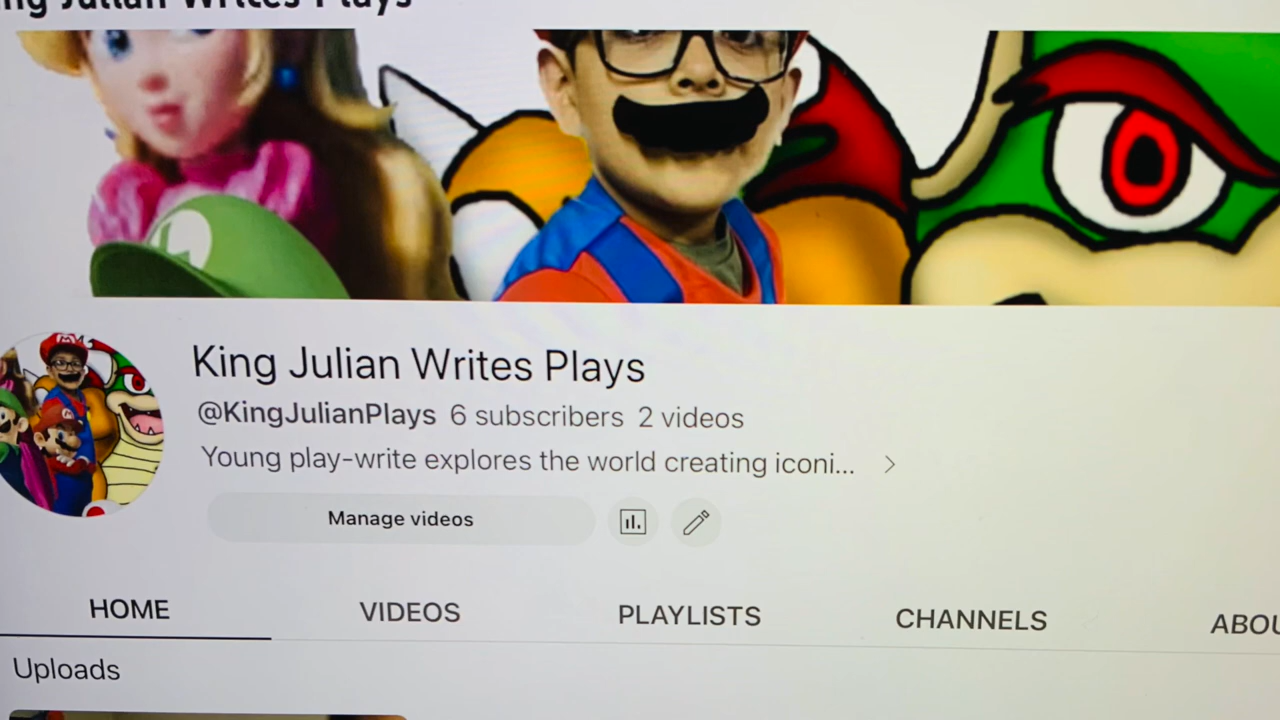 King Julian Writes Plays
King Julian Writes Plays
@KingJulianPlays 6 subscribers 2 videos
Young play-write explores the world creating iconi...
Manage videos
HOME VIDEOS PLAYLISTS CHANNELS
Uploads